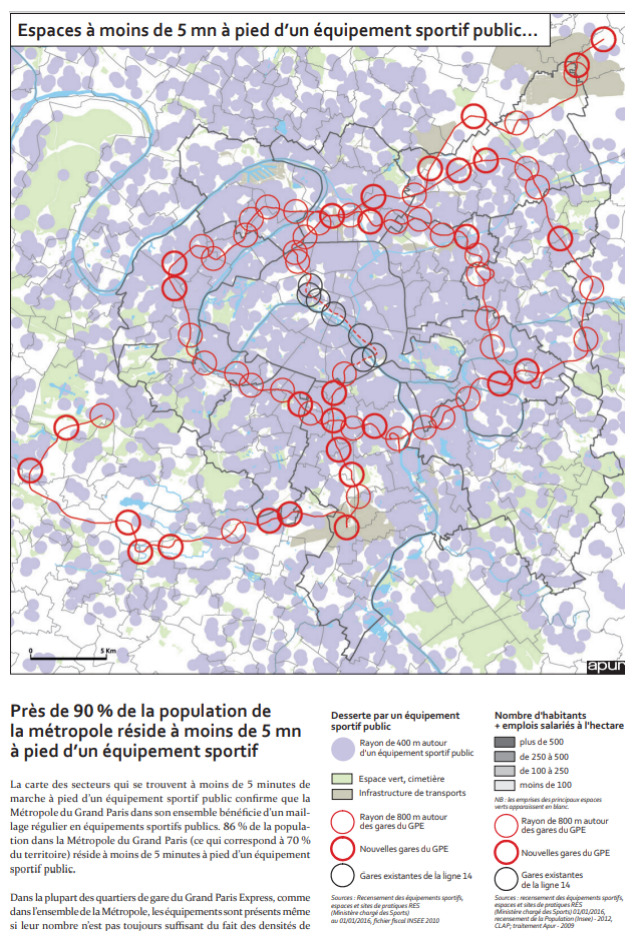 Espaces à moins de 5 mn à pied d'un équipement sportif public…
0
5 Km
apur
Près de 90 % de la population de
la métropole réside à moins de 5 mn
à pied d'un équipement sportif
La carte des secteurs qui se trouvent à moins de 5 minutes de
marche à pied d'un équipement sportif public confirme que la
Métropole du Grand Paris dans son ensemble bénéficie d'un mail-
lage régulier en équipements sportifs publics. 86 % de la popula-
tion dans la Métropole du Grand Paris (ce qui correspond à 70 %
du territoire) réside à moins de 5 minutes à pied d'un équipement
sportif public.
Dans la plupart des quartiers de gare du Grand Paris Express, comme
dans l'ensemble de la Métropole, les équipements sont présents même
si leur nombre n'est pas toujours suffisant du fait des densités de
Desserte par un équipement
sportif public
Rayon de 400 m autour
d'un équipement sportif public
Espace vert, cimetière
Infrastructure de transports
Rayon de 800 m autour
des gares du GPE
Nouvelles gares du GPE
Gares existantes de la ligne 14
Sources : recensement des équipements sportifs,
espaces et sites de pratiques RES
(Ministère chargé des Sports)
au 01/01/2016, fichier fiscal INSEE 2010
Nombre d'habitants
+ emplois salariés à l'hectare
plus de 500
de 250 à 500
de 100 à 250
moins de 100
NB : les emprises des principaux espaces
verts apparaissent en blanc.
Rayon de 800 m autour
des gares du GPE
Nouvelles gares du GPE
Gares existantes
de la ligne 14
Sources : recensement des équipements sportifs,
espaces et sites de pratiques RES
(Ministère chargé des Sports) 01/01/2016,
recensement de la Population (Insee) - 2012,
CLAP; traitement Apur - 2009